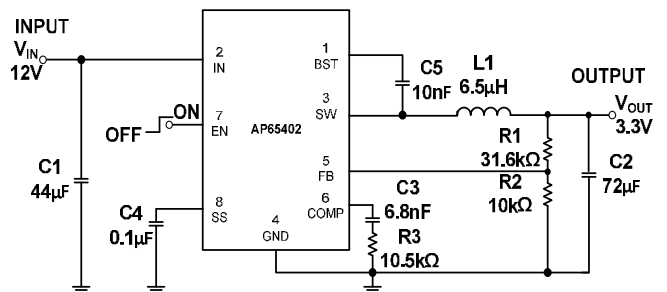 INPUT
VIN
12V
2
IN
1
BST
C5
10nF
L1
6.5μH
OUTPUT
VOUT
3.3V
3
SW
ON
OFF
7
EN
AP65402
R1
31.6kΩ
C1
44μF
5
FB
C3
6.8nF
R2
10kΩ
C2
72μF
6
COMP
C4
0.1μF
8
SS
4
GND
R3
10.5kΩ